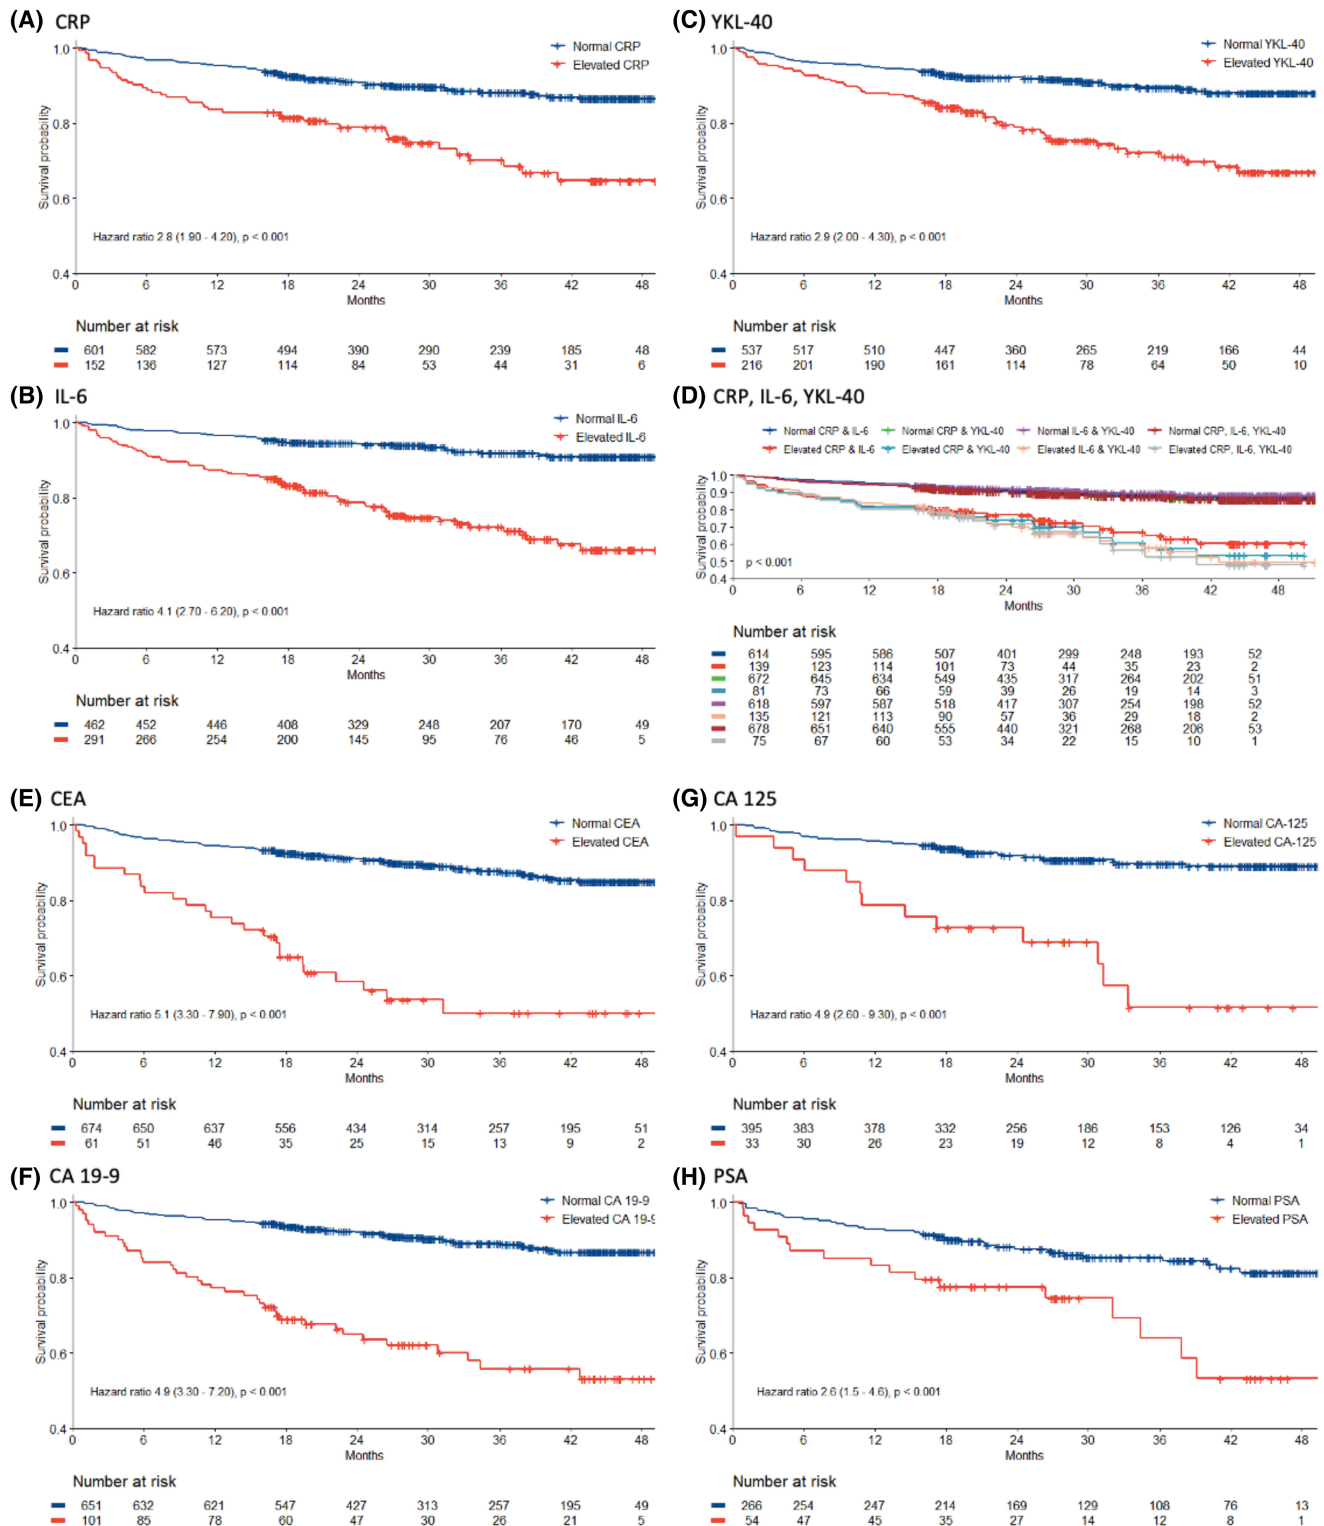 (A) CRP
1.0
0.8
0.6
0.4
Survival probability
Normal CRP
Elevated CRP
Hazard ratio 2.8 (1.90 - 4.20), p < 0.001
0 6 12 18 24 30 36 42 48
Months
Number at risk
601 582 573 494 390 290 239 185 48
152 136 127 114 84 53 44 31 6
(B) IL-6
1.0
0.8
0.6
0.4
Survival probability
Normal IL-6
Elevated IL-6
Hazard ratio 4.1 (2.70 - 6.20), p < 0.001
0 6 12 18 24 30 36 42 48
Months
Number at risk
462 452 446 408 329 248 207 170 49
291 266 254 200 145 95 76 46 5
(C) YKL-40
1.0
0.8
0.6
0.4
Survival probability
Normal YKL-40
Elevated YKL-40
Hazard ratio 2.9 (2.00 - 4.30), p < 0.001
0 6 12 18 24 30 36 42 48
Months
Number at risk
537 517 510 447 360 265 219 166 44
216 201 190 161 114 78 64 50 10
(D) CRP, IL-6, YKL-40
Normal CRP & IL-6 Normal CRP & YKL-40 Normal IL-6 & YKL-40 Normal CRP, IL-6, YKL-40
Elevated CRP & IL-6 Elevated CRP & YKL-40 Elevated IL-6 & YKL-40 Elevated CRP, IL-6, YKL-40
1.0
0.9
0.8
0.7
0.6
0.5
0.4
Survival probability
p < 0.001
0 6 12 18 24 30 36 42 48
Months
Number at risk
614 595 586 507 401 299 248 193 52
139 123 114 101 73 44 35 23 2
672 645 634 549 435 317 264 202 51
81 73 66 59 39 26 19 14 3
618 597 587 518 417 307 254 198 52
135 121 113 90 57 36 29 18 2
678 651 640 555 440 321 268 206 53
75 67 60 53 34 22 15 10 1
(E) CEA
1.0
0.8
0.6
0.4
Survival probability
Normal CEA
Elevated CEA
Hazard ratio 5.1 (3.30 - 7.90), p < 0.001
0 6 12 18 24 30 36 42 48
Months
Number at risk
674 650 637 556 434 314 257 195 51
61 51 46 35 25 15 13 9 2
(F) CA 19-9
1.0
0.8
0.6
0.4
Survival probability
Normal CA 19-9
Elevated CA 19-9
Hazard ratio 4.9 (3.30 - 7.20), p < 0.001
0 6 12 18 24 30 36 42 48
Months
Number at risk
651 632 621 547 427 313 257 195 49
101 85 78 60 47 30 26 21 5
(G) CA 125
1.0
0.8
0.6
0.4
Survival probability
Normal CA-125
Elevated CA-125
Hazard ratio 4.9 (2.60 - 9.30), p < 0.001
0 6 12 18 24 30 36 42 48
Months
Number at risk
395 383 378 332 256 186 153 126 34
33 30 26 23 19 12 8 4 1
(H) PSA
1.0
0.8
0.6
0.4
Survival probability
Normal PSA
Elevated PSA
Hazard ratio 2.6 (1.5 - 4.6), p < 0.001
0 6 12 18 24 30 36 42 48
Months
Number at risk
266 254 247 214 169 129 108 76 13
54 47 45 35 27 14 12 8 1